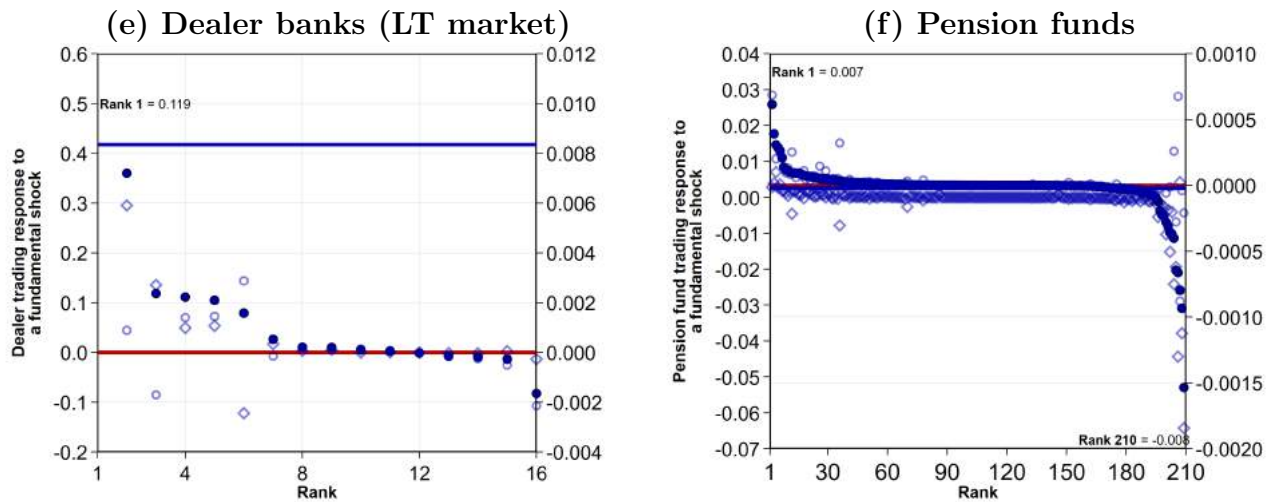 (e) Dealer banks (LT market)
0.6
0.5
0.4
0.3
0.2
0.1
0.0
-0.1
-0.2
0.012
0.010
0.008
0.006
0.004
0.002
0.000
-0.002
-0.004
Rank 1 = 0.119
Dealer trading response to
a fundamental shock
1 4 8 12 16
Rank
(f) Pension funds
0.04
0.03
0.02
0.01
0.00
-0.01
-0.02
-0.03
-0.04
-0.05
-0.06
-0.07
0.0010
0.0005
0.0000
-0.0005
-0.0010
-0.0015
-0.0020
Rank 1 = 0.007
Rank 210 = -0.008
Pension fund trading response to
a fundamental shock
1 30 60 90 120 150 180 210
Rank